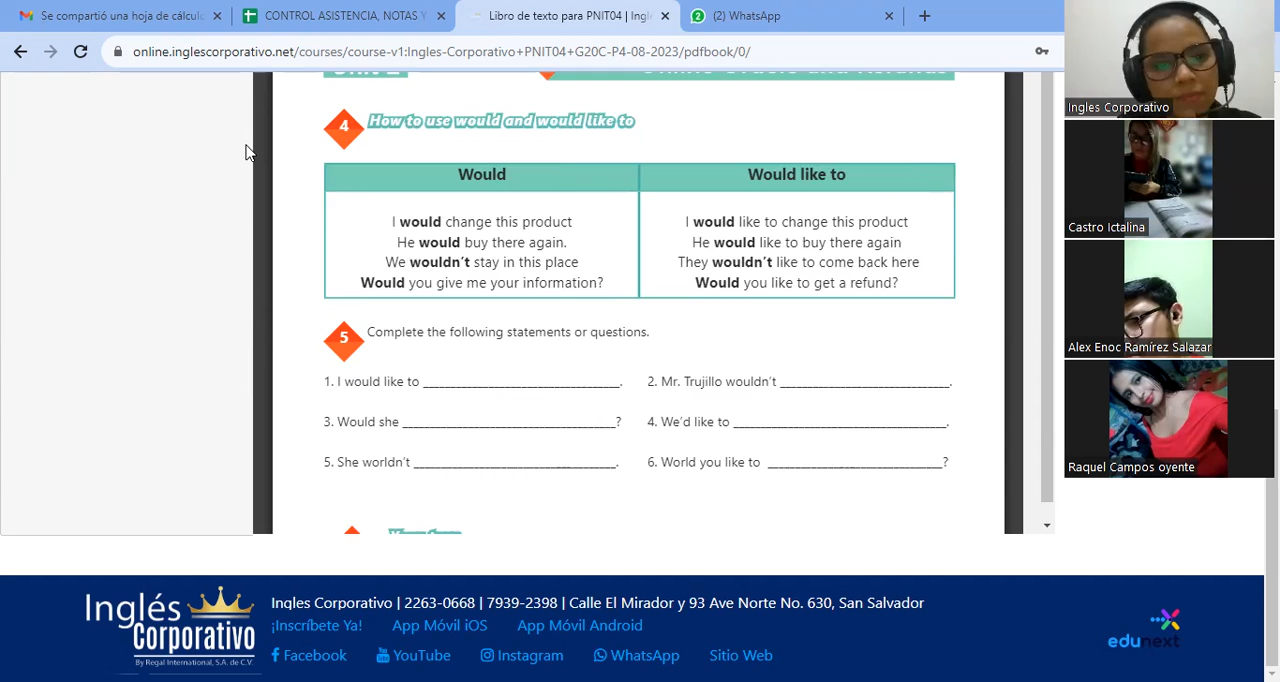 Se compartió una hoja de cálcul
CONTROL ASISTENCIA, NOTAS Y
Libro de texto para PNIT04 | Ingl
(2) WhatsApp
online.inglescorporativo.net/courses/course-v1:Ingles-Corporativo+PNIT04+G20C-P4-08-2023/pdfbook/0/
4
How to use would and would like to
Would
Would like to
I would change this product
He would buy there again.
We wouldn't stay in this place
Would you give me your information?
I would like to change this product
He would like to buy there again
They wouldn't like to come back here
Would you like to get a refund?
5
Complete the following statements or questions.
1. I would like to ______________________________.
2. Mr. Trujillo wouldn't __________________________.
3. Would she ________________________________?
4. We'd like to ________________________________.
5. She worldn't ______________________________.
6. World you like to __________________________?
Ingles Corporativo
Castro Ictalina
Alex Enoc Ramírez Salazar
Raquel Campos oyente
Inglés
Corporativo
By Regal International, S.A. de C.V.
Ingles Corporativo | 2263-0668 | 7939-2398 | Calle El Mirador y 93 Ave Norte No. 630, San Salvador
¡Inscríbete Ya!
App Móvil iOS
App Móvil Android
Facebook
YouTube
Instagram
WhatsApp
Sitio Web
edunext